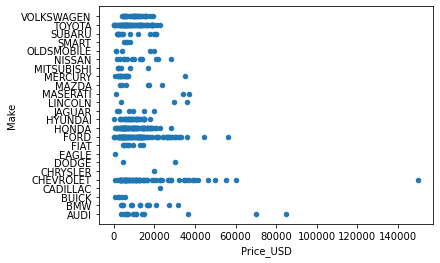 VOLKSWAGEN
TOYOTA
SUBARU
SMART
OLDSMOBILE
NISSAN
MITSUBISHI
MERCURY
MAZDA
MASERATI
LINCOLN
JAGUAR
HYUNDAI
HONDA
FORD
FIAT
EAGLE
DODGE
CHRYSLER
CHEVROLET
CADILLAC
BUICK
BMW
AUDI
Make
0 20000 40000 60000 80000 100000 120000 140000
Price_USD